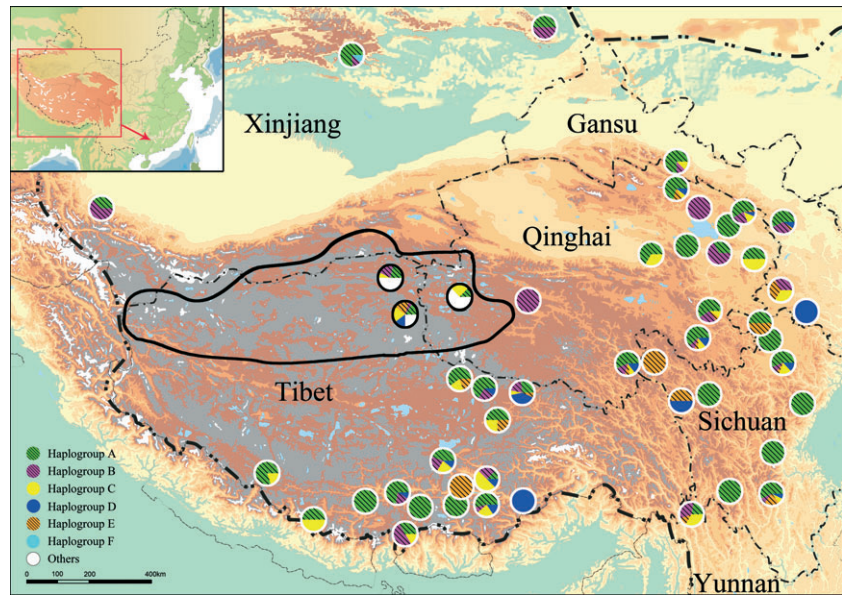 Xinjiang
Gansu
Qinghai
Tibet
Sichuan
Yunnan
Haplogroup A
Haplogroup B
Haplogroup C
Haplogroup D
Haplogroup E
Haplogroup F
Others
0 100 200 400km